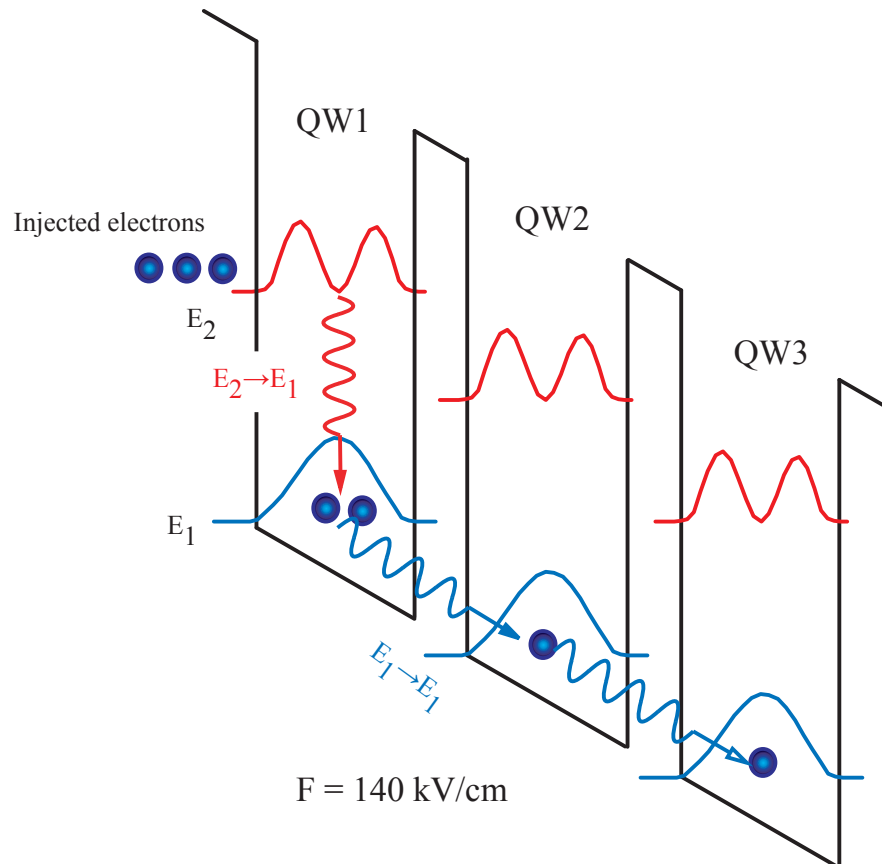 QW1
Injected electrons
QW2
E₂
QW3
E₂→E₁
E₁
E₁→E₁
F = 140 kV/cm